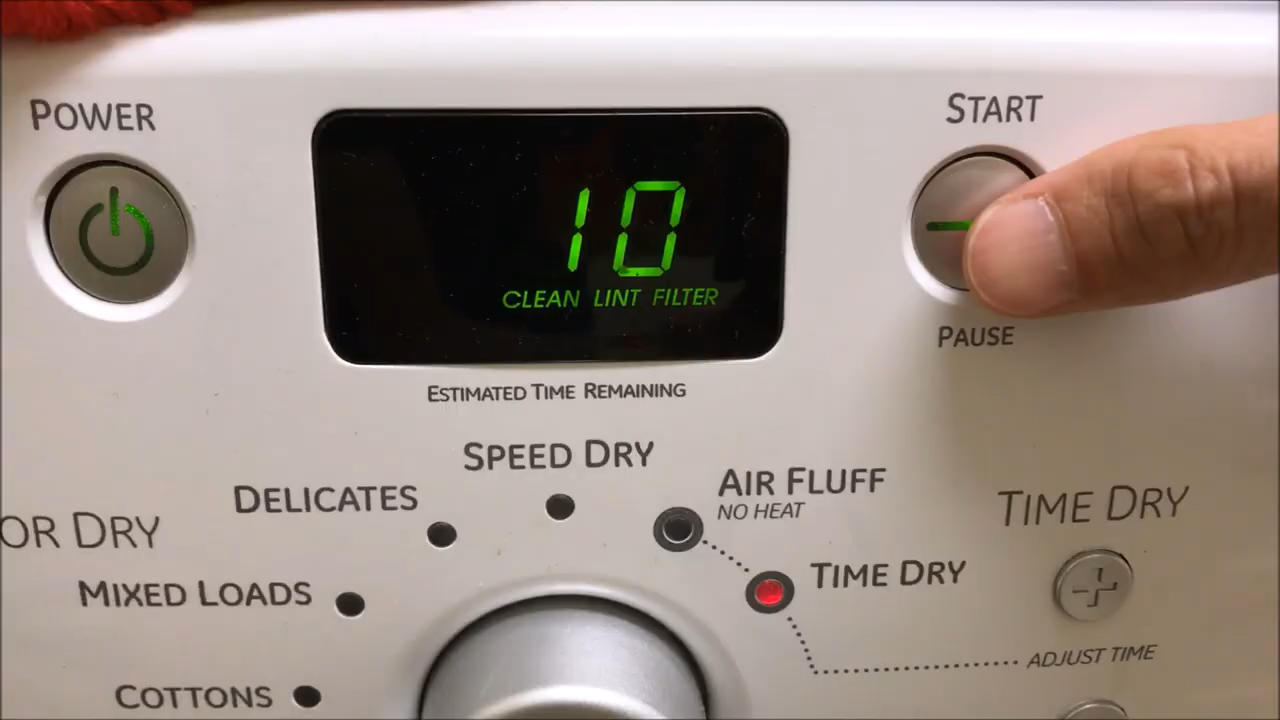 POWER
START
10
CLEAN LINT FILTER
PAUSE
ESTIMATED TIME REMAINING
SPEED DRY
DELICATES
AIR FLUFF
NO HEAT
TIME DRY
OR DRY
TIME DRY
MIXED LOADS
ADJUST TIME
COTTONS